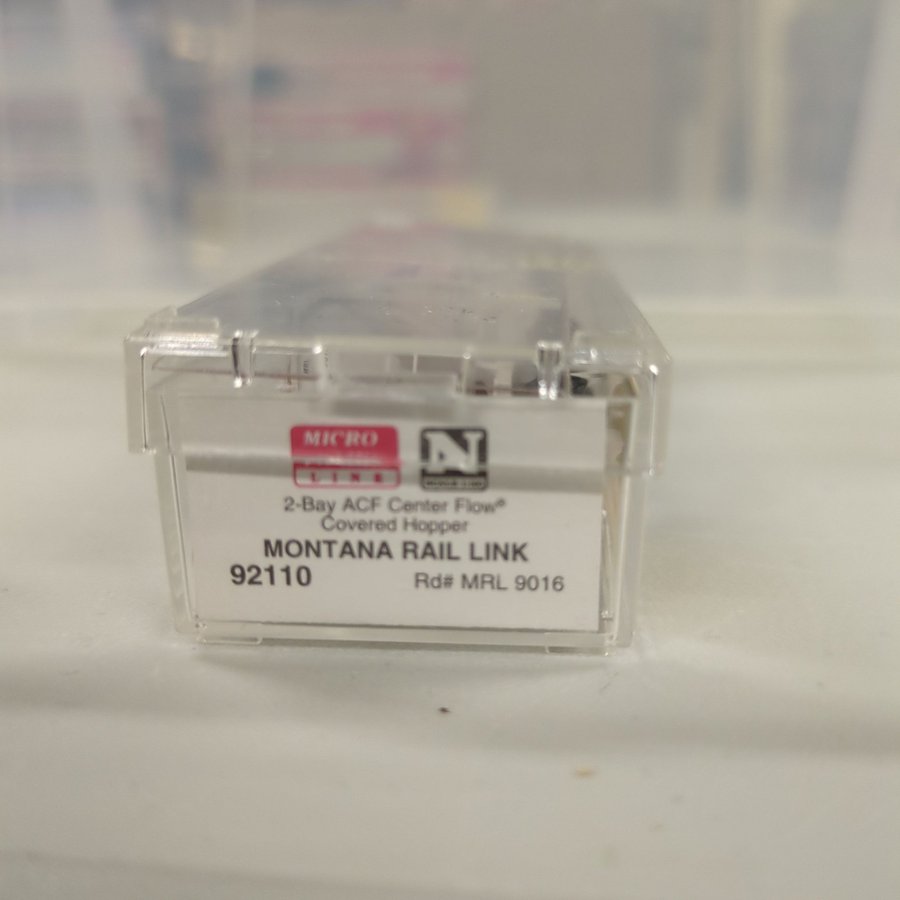 MICRO
LINE
N
2-Bay ACF Center Flow®
Covered Hopper
MONTANA RAIL LINK
92110 Rd# MRL 9016